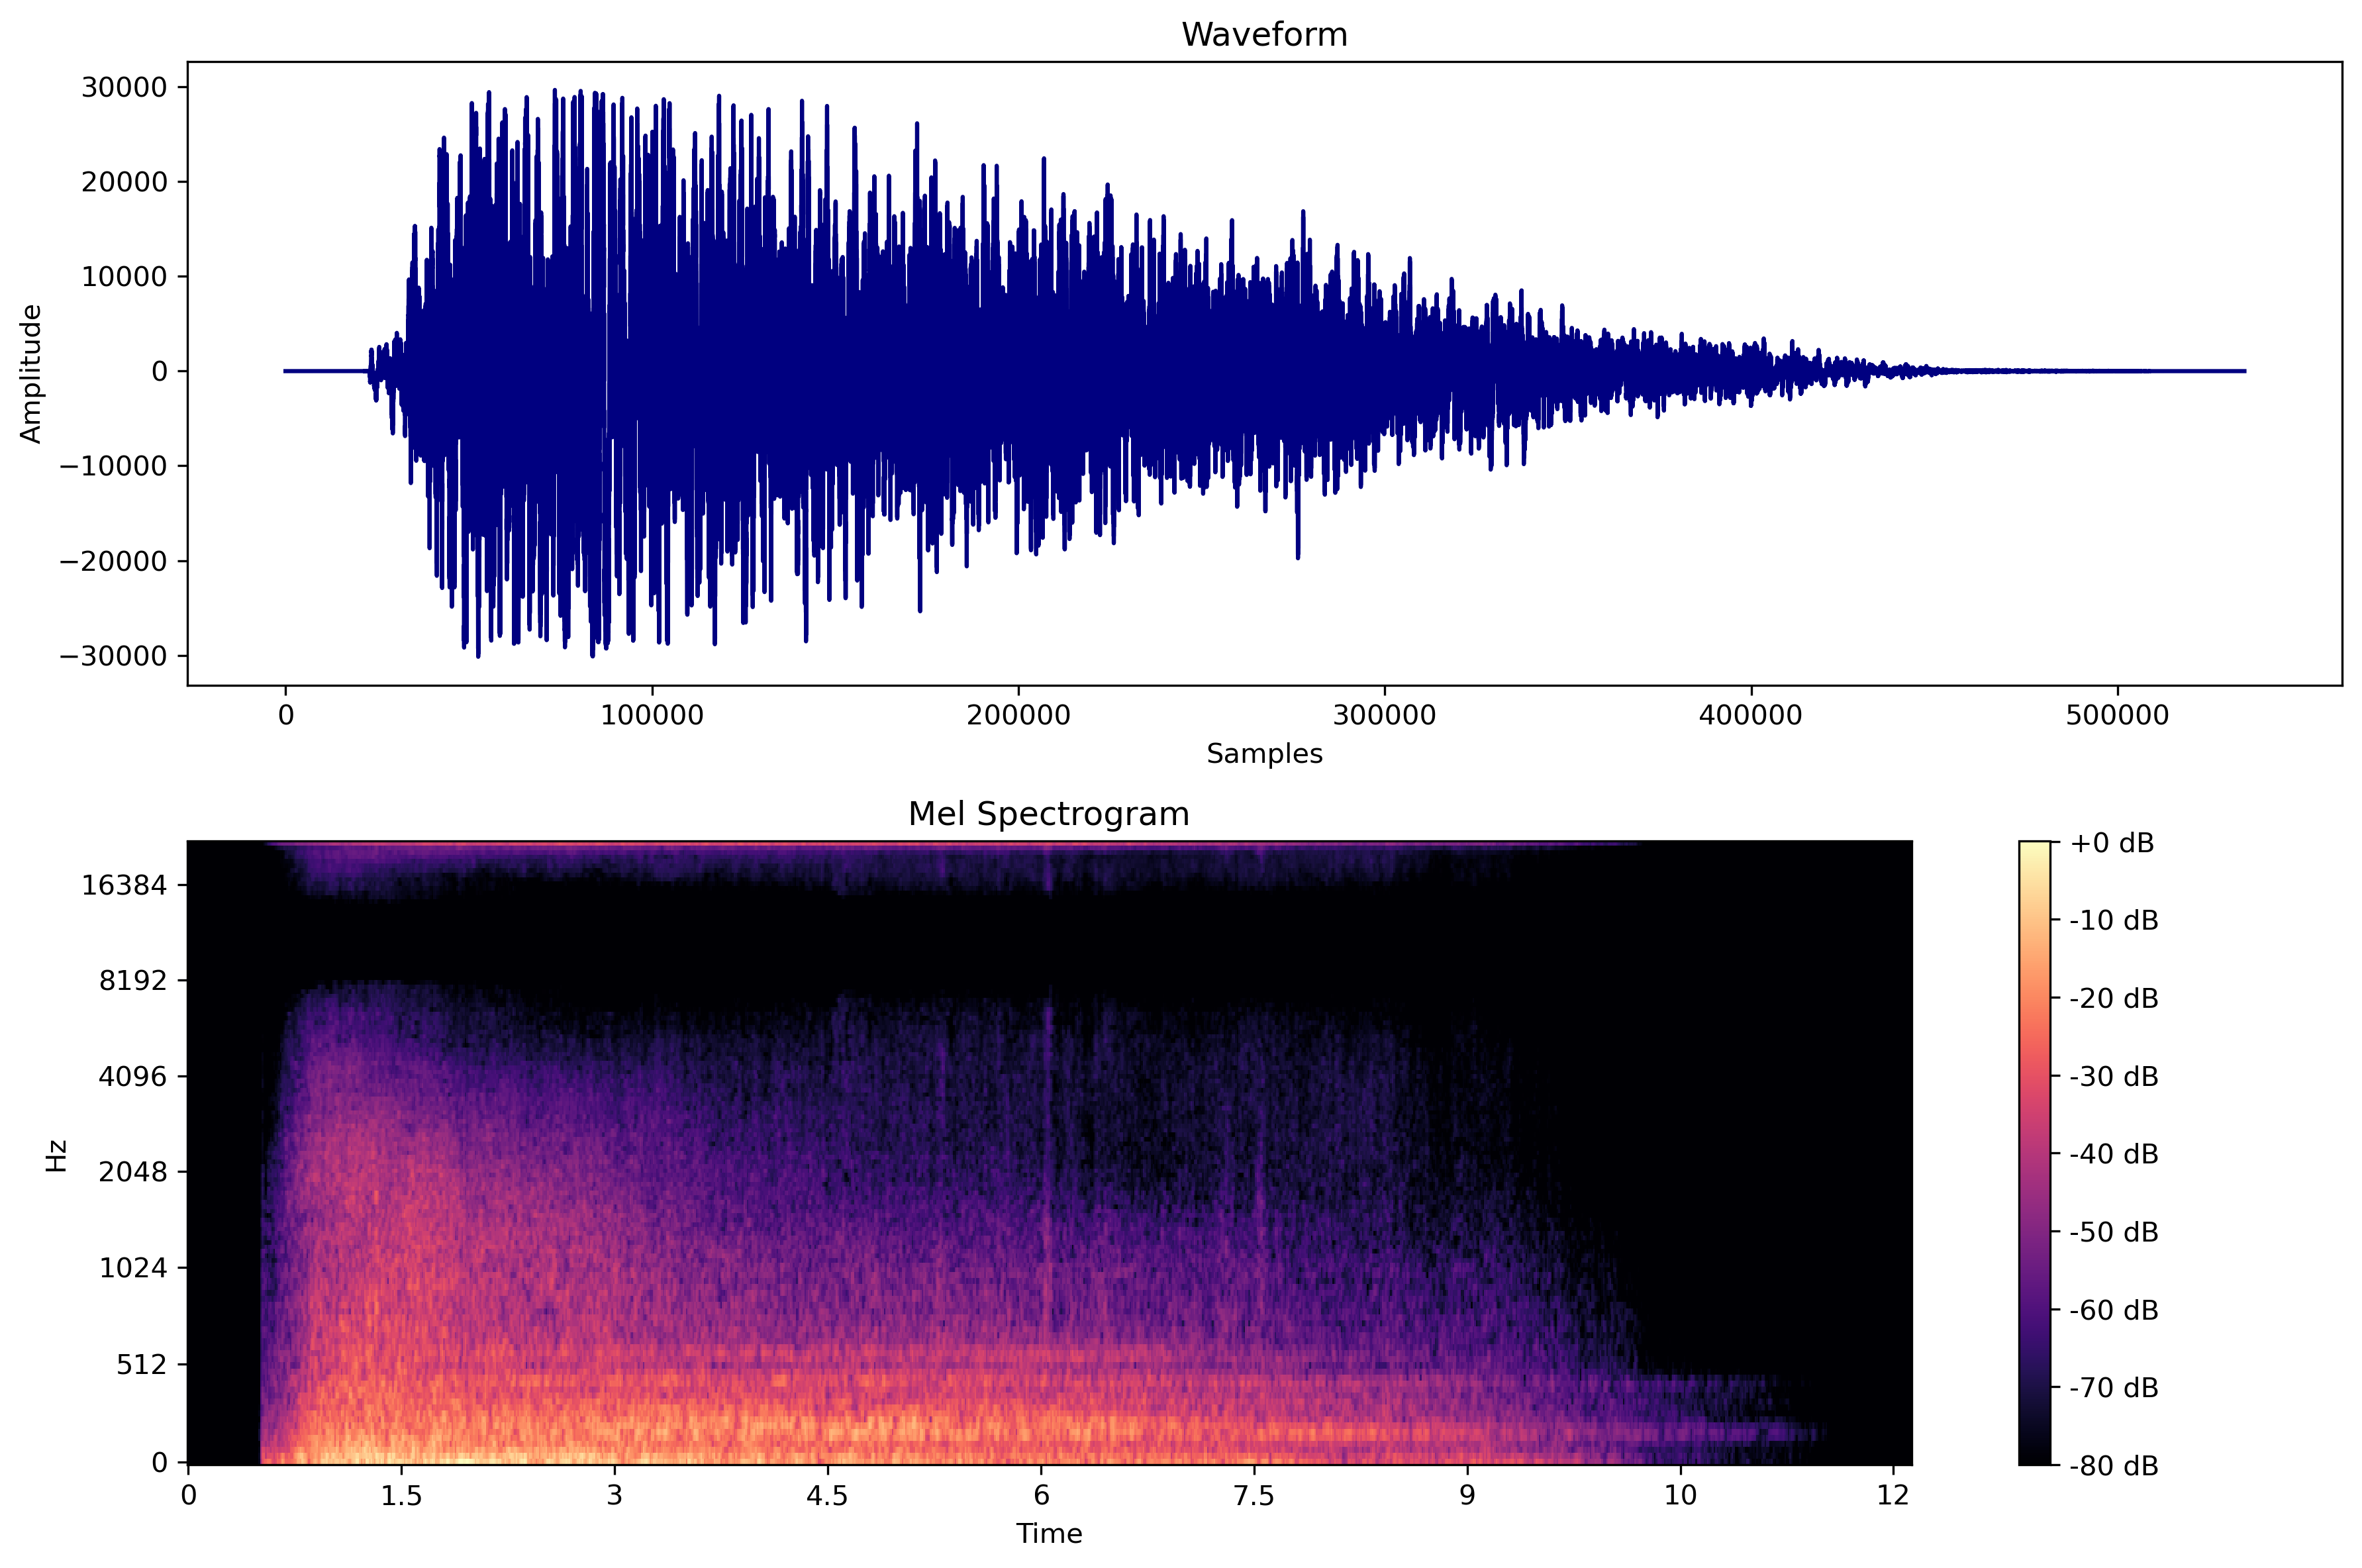 Waveform
30000
20000
10000
0
−10000
−20000
−30000
Amplitude
0 100000 200000 300000 400000 500000
Samples
Mel Spectrogram
16384
8192
4096
2048
1024
512
0
Hz
0 1.5 3 4.5 6 7.5 9 10 12
Time
+0 dB
-10 dB
-20 dB
-30 dB
-40 dB
-50 dB
-60 dB
-70 dB
-80 dB